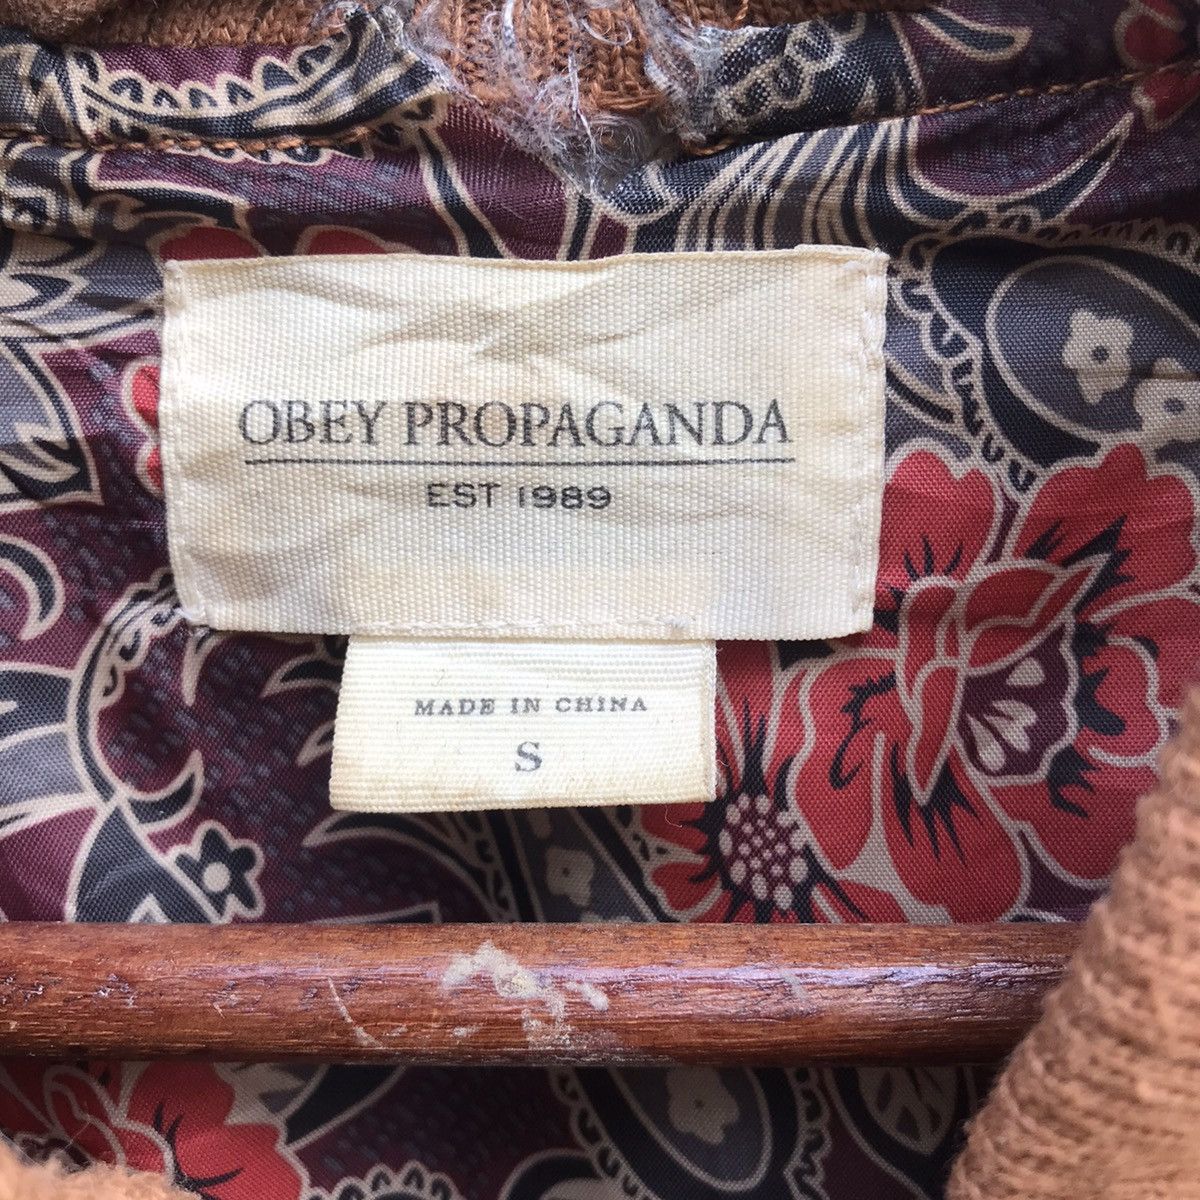 OBEY PROPAGANDA
EST 1989
MADE IN CHINA
S